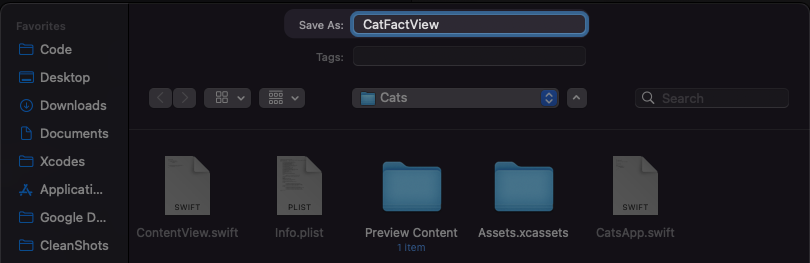 Favorites
Code
Desktop
Downloads
Documents
Xcodes
Applicati...
Google D...
CleanShots
Save As: CatFactView
Tags:
Cats
Search
SWIFT
ContentView.swift
PLIST
Info.plist
Preview Content
1 item
Assets.xcassets
SWIFT
CatsApp.swift